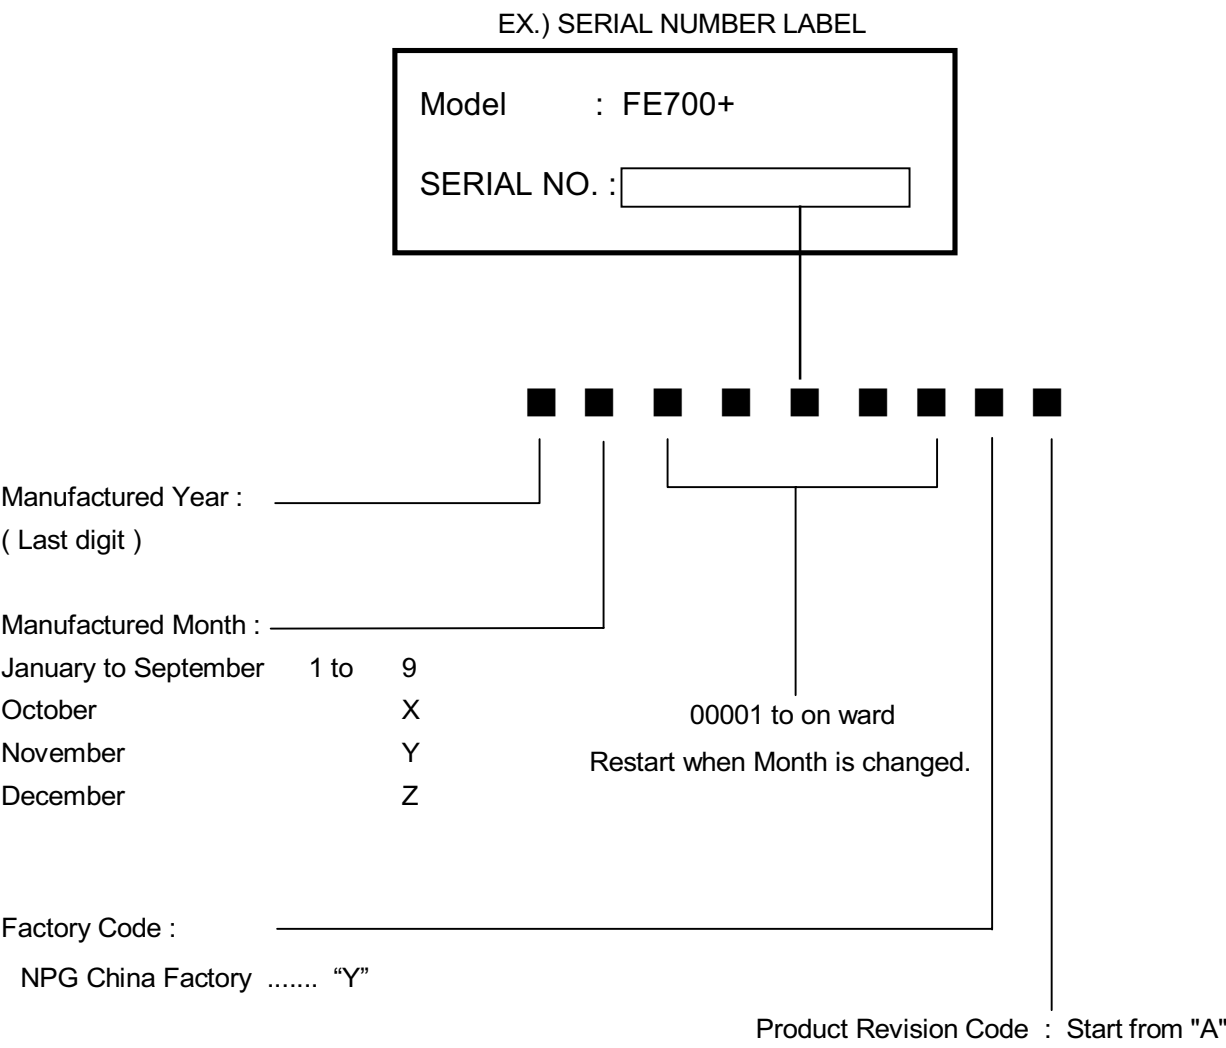 EX.) SERIAL NUMBER LABEL
Model : FE700+
SERIAL NO. :
Manufactured Year :
( Last digit )
Manufactured Month :
January to September 1 to 9
October X
November Y
December Z
00001 to on ward
Restart when Month is changed.
Factory Code :
NPG China Factory ....... “Y”
Product Revision Code : Start from "A"